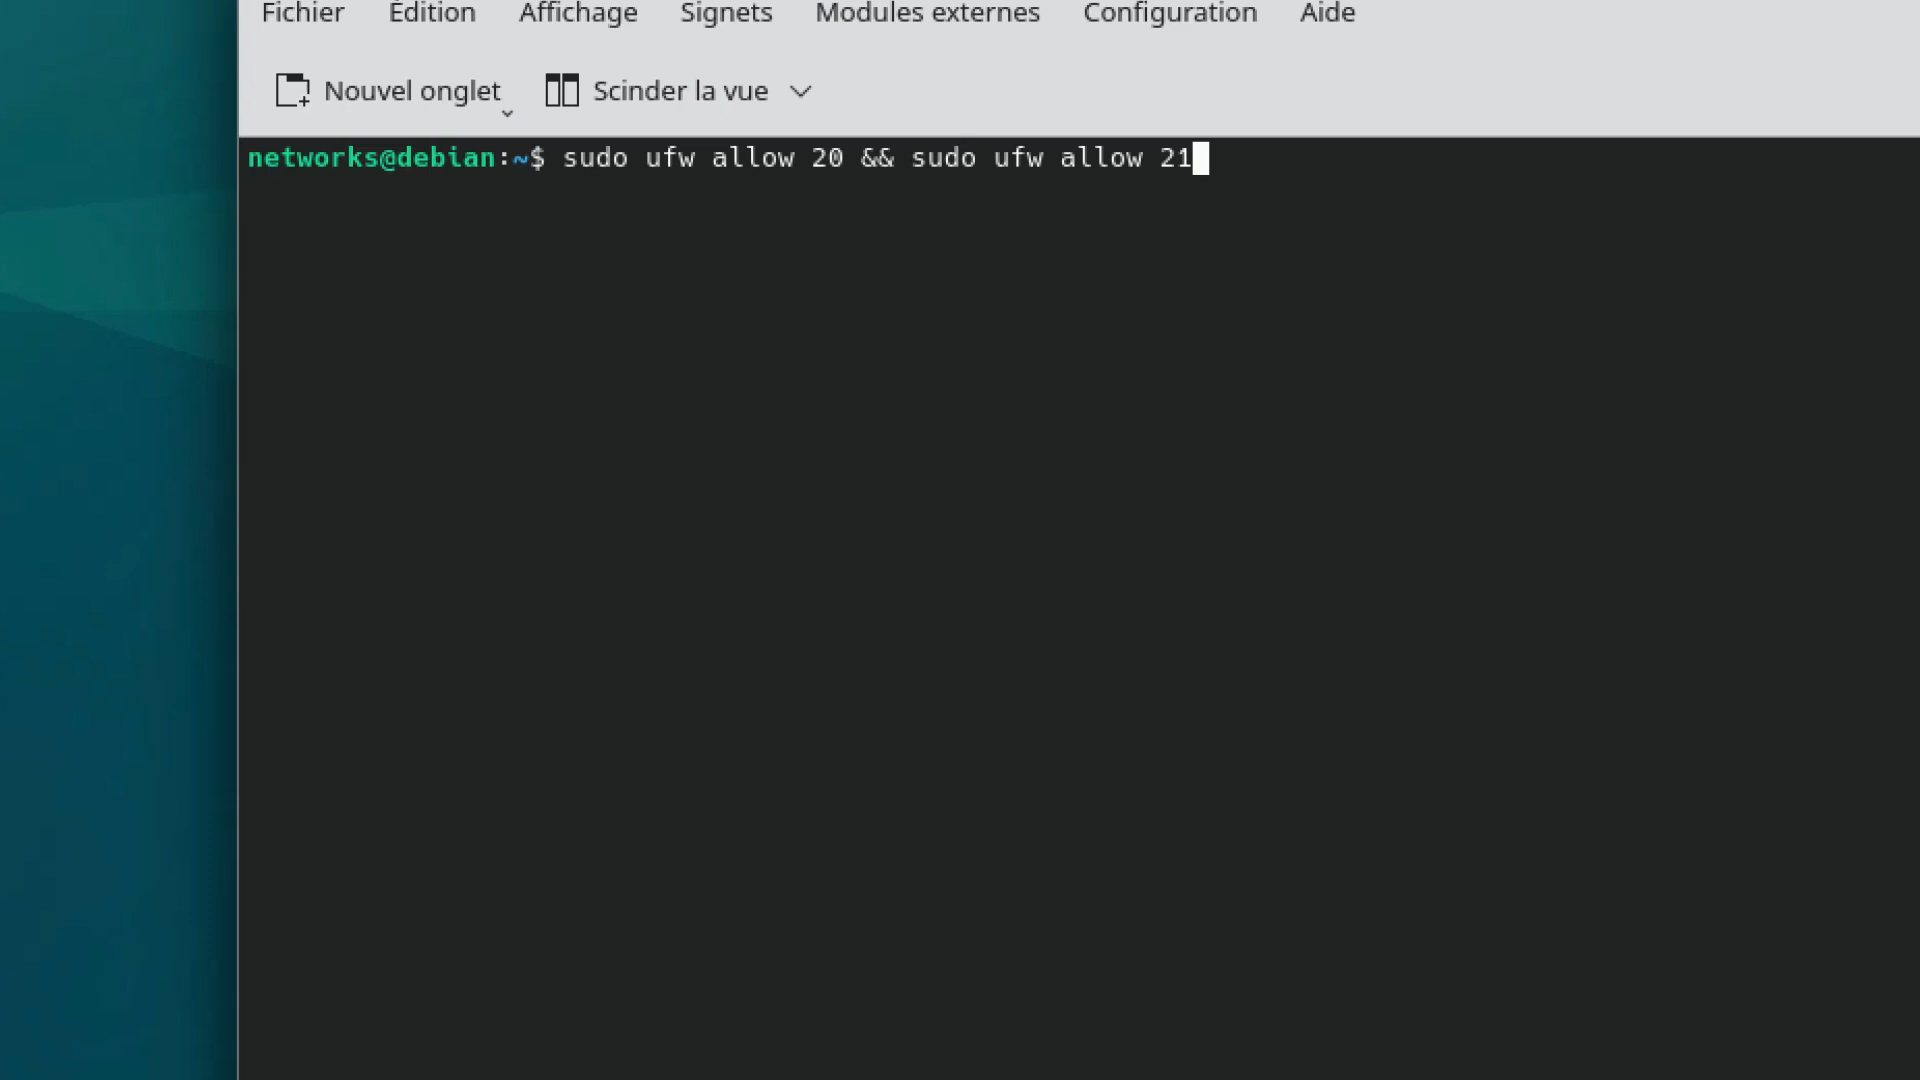 Fichier Édition Affichage Signets Modules externes Configuration Aide
Nouvel onglet Scinder la vue
networks@debian:~$ sudo ufw allow 20 && sudo ufw allow 21